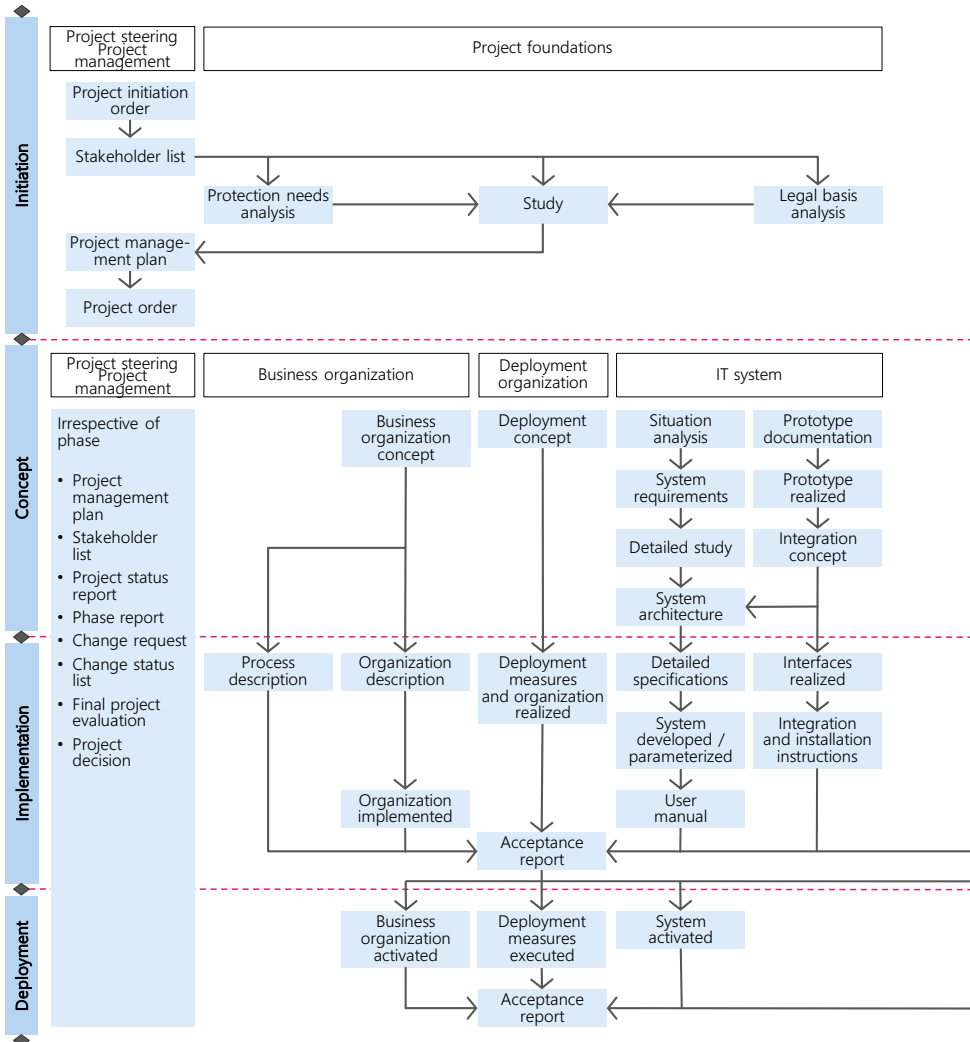 Initiation
Project steering
Project
management
Project foundations
Project initiation
order
Stakeholder list
Protection needs
analysis
Study
Legal basis
analysis
Project manage-
ment plan
Project order
Concept
Project steering
Project
management
Business organization
Deployment
organization
IT system
Irrespective of
phase
• Project
management
plan
• Stakeholder
list
• Project status
report
• Phase report
• Change request
• Change status
list
• Final project
evaluation
• Project
decision
Business
organization
concept
Deployment
concept
Situation
analysis
Prototype
documentation
System
requirements
Prototype
realized
Detailed study
Integration
concept
System
architecture
Implementation
Process
description
Organization
description
Deployment
measures
and organization
realized
Detailed
specifications
Interfaces
realized
System
developed /
parameterized
Integration
and installation
instructions
Organization
implemented
User
manual
Acceptance
report
Deployment
Business
organization
activated
Deployment
measures
executed
System
activated
Acceptance
report